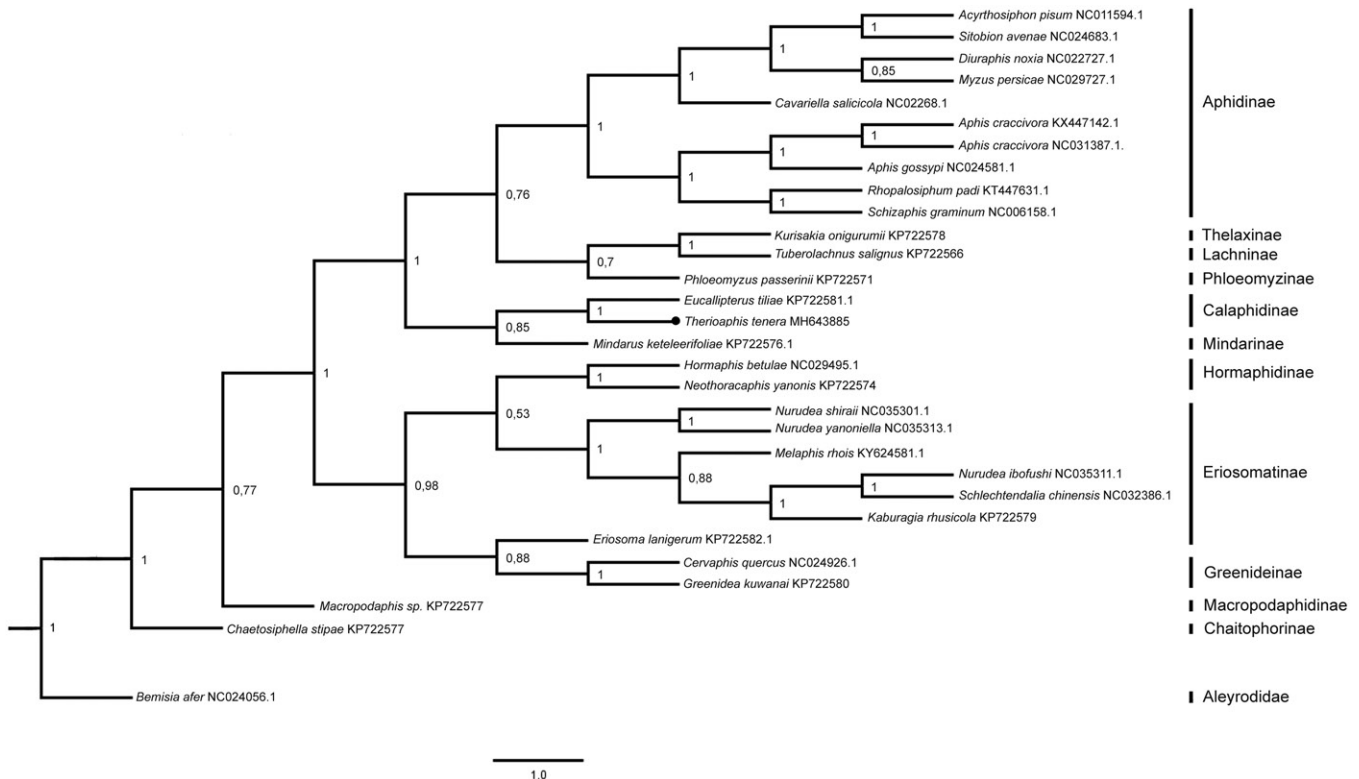 Acyrthosiphon pisum NC011594.1
1
Sitobion avenae NC024683.1
1
Diuraphis noxia NC022727.1
0,85
Myzus persicae NC029727.1
1
Cavariella salicicola NC02268.1
Aphidinae
1
Aphis craccivora KX447142.1
1
Aphis craccivora NC031387.1.
1
Aphis gossypi NC024581.1
1
Rhopalosiphum padi KT447631.1
1
Schizaphis graminum NC006158.1
0,76
Kurisakia onigurumii KP722578
Thelaxinae
1
Tuberolachnus salignus KP722566
Lachninae
0,7
Phloeomyzus passerinii KP722571
Phloeomyzinae
1
Eucallipterus tiliae KP722581.1
1
Calaphidinae
Therioaphis tenera MH643885
0,85
Mindarus keteleerifoliae KP722576.1
Mindarinae
Hormaphis betulae NC029495.1
1
1
Hormaphidinae
Neothoracaphis yanonis KP722574
0,53
Nurudea shiraii NC035301.1
1
Nurudea yanoniella NC035313.1
1
Melaphis rhois KY624581.1
0,88
Nurudea ibofushi NC035311.1
Eriosomatinae
1
0,98
Schlechtendalia chinensis NC032386.1
1
0,77
Kaburagia rhusicola KP722579
Eriosoma lanigerum KP722582.1
0,88
1
Cervaphis quercus NC024926.1
1
Greenideinae
Greenidea kuwanai KP722580
Macropodaphis sp. KP722577
Macropodaphidinae
1
Chaetosiphella stipae KP722577
Chaitophorinae
Bemisia afer NC024056.1
Aleyrodidae
1.0